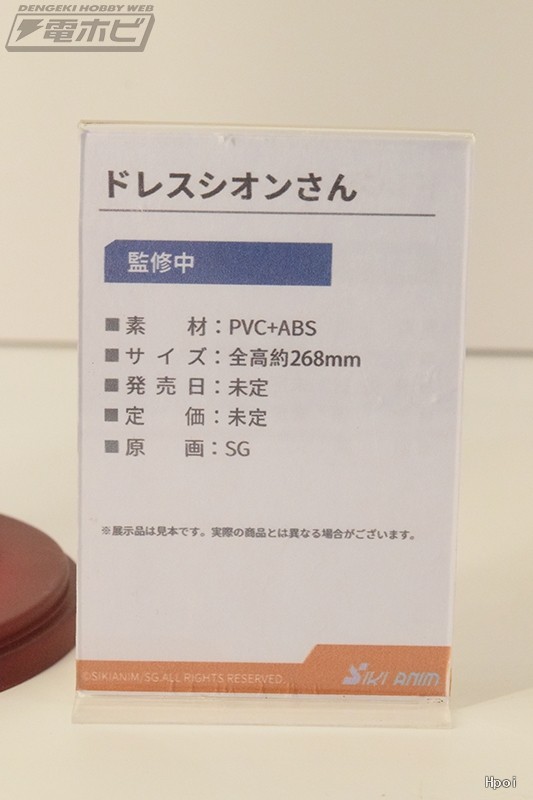 DENGEKI HOBBY WEB
電ホビ
ドレスシオンさん
監修中
■素　　材：PVC+ABS
■サ イ ズ：全高約268mm
■発 売 日：未定
■定　　価：未定
■原　　画：SG
※展示品は見本です。実際の商品とは異なる場合がございます。
©SIKIANIM/SG.ALL RIGHTS RESERVED.
SIKI ANIM
Hpoi